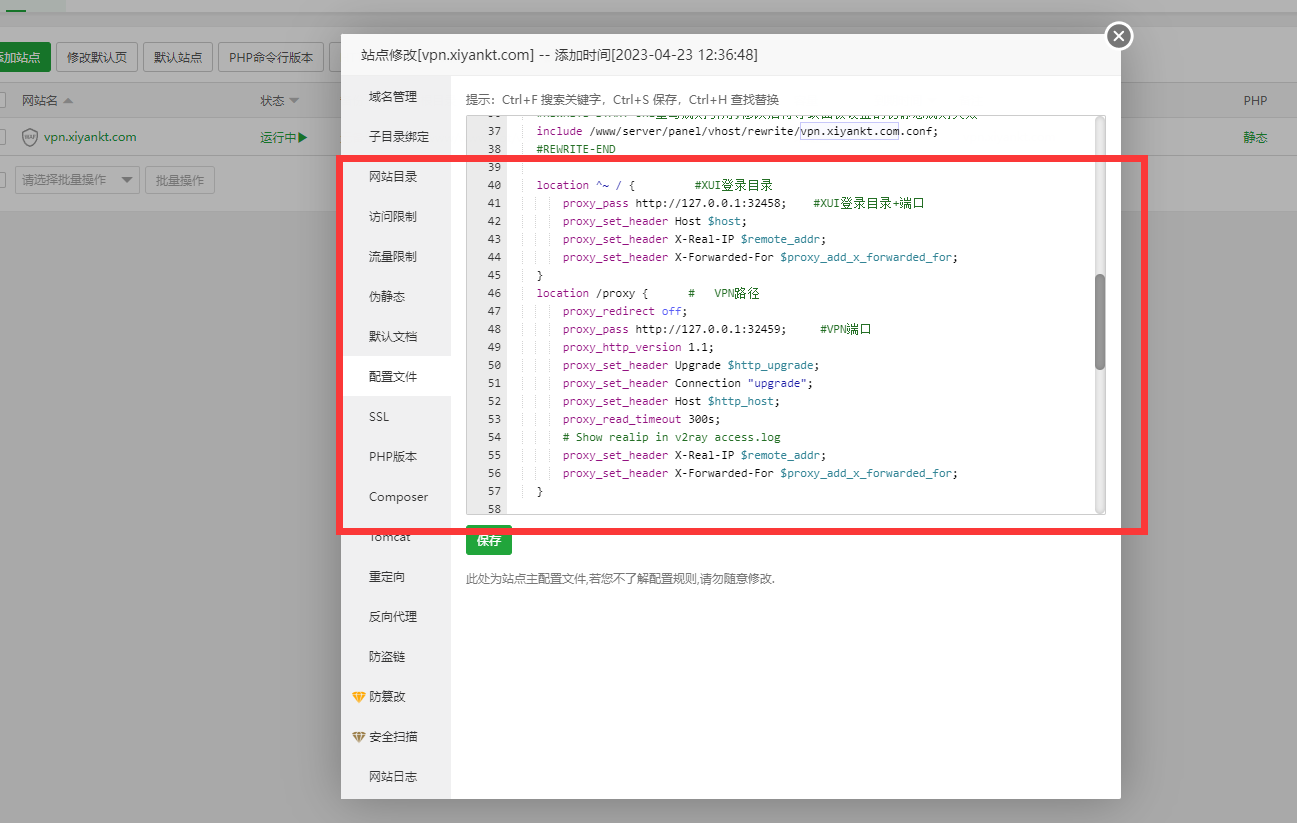 添加站点
修改默认页
默认站点
PHP命令行版本
网站名
状态
PHP
vpn.xiyankt.com
运行中
静态
请选择批量操作
批量操作
站点修改[vpn.xiyankt.com] -- 添加时间[2023-04-23 12:36:48]
域名管理
子目录绑定
网站目录
访问限制
流量限制
伪静态
默认文档
配置文件
SSL
PHP版本
Composer
Tomcat
重定向
反向代理
防盗链
防篡改
安全扫描
网站日志
提示：Ctrl+F 搜索关键字，Ctrl+S 保存，Ctrl+H 查找替换
37 include /www/server/panel/vhost/rewrite/vpn.xiyankt.com.conf;
38 #REWRITE-END
39
40 location ^~ / { #XUI登录目录
41 proxy_pass http://127.0.0.1:32458; #XUI登录目录+端口
42 proxy_set_header Host $host;
43 proxy_set_header X-Real-IP $remote_addr;
44 proxy_set_header X-Forwarded-For $proxy_add_x_forwarded_for;
45 }
46 location /proxy { # VPN路径
47 proxy_redirect off;
48 proxy_pass http://127.0.0.1:32459; #VPN端口
49 proxy_http_version 1.1;
50 proxy_set_header Upgrade $http_upgrade;
51 proxy_set_header Connection "upgrade";
52 proxy_set_header Host $http_host;
53 proxy_read_timeout 300s;
54 # Show realip in v2ray access.log
55 proxy_set_header X-Real-IP $remote_addr;
56 proxy_set_header X-Forwarded-For $proxy_add_x_forwarded_for;
57 }
58
保存
此处为站点主配置文件,若您不了解配置规则,请勿随意修改.